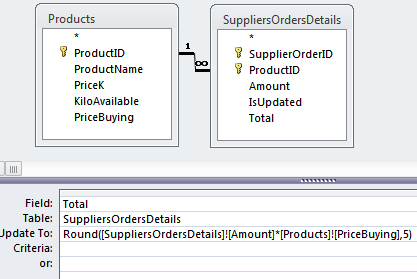 Products
*
ProductID
ProductName
PriceK
KiloAvailable
PriceBuying
1
∞
SuppliersOrdersDetails
*
SupplierOrderID
ProductID
Amount
IsUpdated
Total
Field: Total
Table: SuppliersOrdersDetails
Update To: Round([SuppliersOrdersDetails]![Amount]*[Products]![PriceBuying],5)
Criteria:
or: